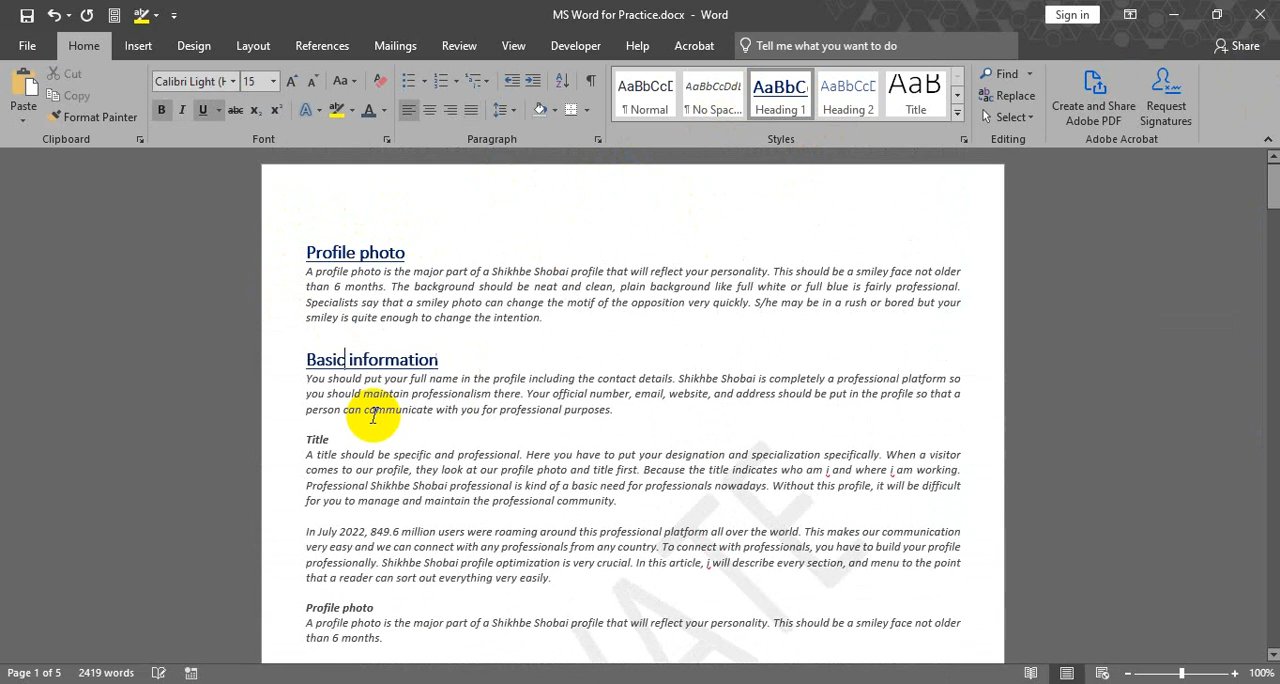 MS Word for Practice.docx - Word
Sign in
File Home Insert Design Layout References Mailings Review View Developer Help Acrobat Tell me what you want to do Share
Paste
Cut
Copy
Format Painter
Clipboard
Calibri Light (H 15
Font
Paragraph
AaBbCcDd AaBbCcDdI AaBbC AaBbCcD AaB
¶ Normal ¶ No Spac... Heading 1 Heading 2 Title
Styles
Find
Replace
Select
Editing
Create and Share Adobe PDF
Request Signatures
Adobe Acrobat
Profile photo
A profile photo is the major part of a Shikhbe Shobai profile that will reflect your personality. This should be a smiley face not older
than 6 months. The background should be neat and clean, plain background like full white or full blue is fairly professional.
Specialists say that a smiley photo can change the motif of the opposition very quickly. S/he may be in a rush or bored but your
smiley is quite enough to change the intention.
Basic information
You should put your full name in the profile including the contact details. Shikhbe Shobai is completely a professional platform so
you should maintain professionalism there. Your official number, email, website, and address should be put in the profile so that a
person can communicate with you for professional purposes.
Title
A title should be specific and professional. Here you have to put your designation and specialization specifically. When a visitor
comes to our profile, they look at our profile photo and title first. Because the title indicates who am i and where i am working.
Professional Shikhbe Shobai professional is kind of a basic need for professionals nowadays. Without this profile, it will be difficult
for you to manage and maintain the professional community.
In July 2022, 849.6 million users were roaming around this professional platform all over the world. This makes our communication
very easy and we can connect with any professionals from any country. To connect with professionals, you have to build your profile
professionally. Shikhbe Shobai profile optimization is very crucial. In this article, i will describe every section, and menu to the point
that a reader can sort out everything very easily.
Profile photo
A profile photo is the major part of a Shikhbe Shobai profile that will reflect your personality. This should be a smiley face not older
than 6 months.
VATE
Page 1 of 5 2419 words 100%